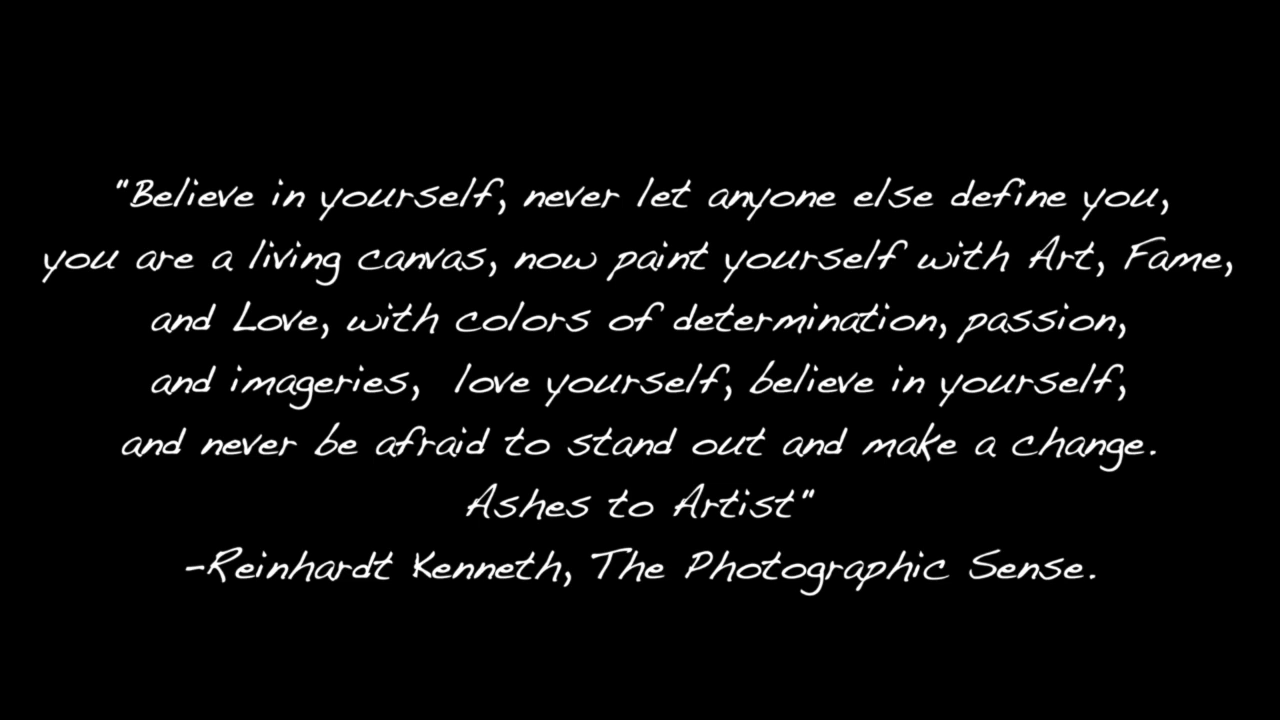 "Believe in yourself, never let anyone else define you,
you are a living canvas, now paint yourself with Art, Fame,
and Love, with colors of determination, passion,
and imageries,  love yourself, believe in yourself,
and never be afraid to stand out and make a change.
Ashes to Artist"
-Reinhardt Kenneth, The Photographic Sense.